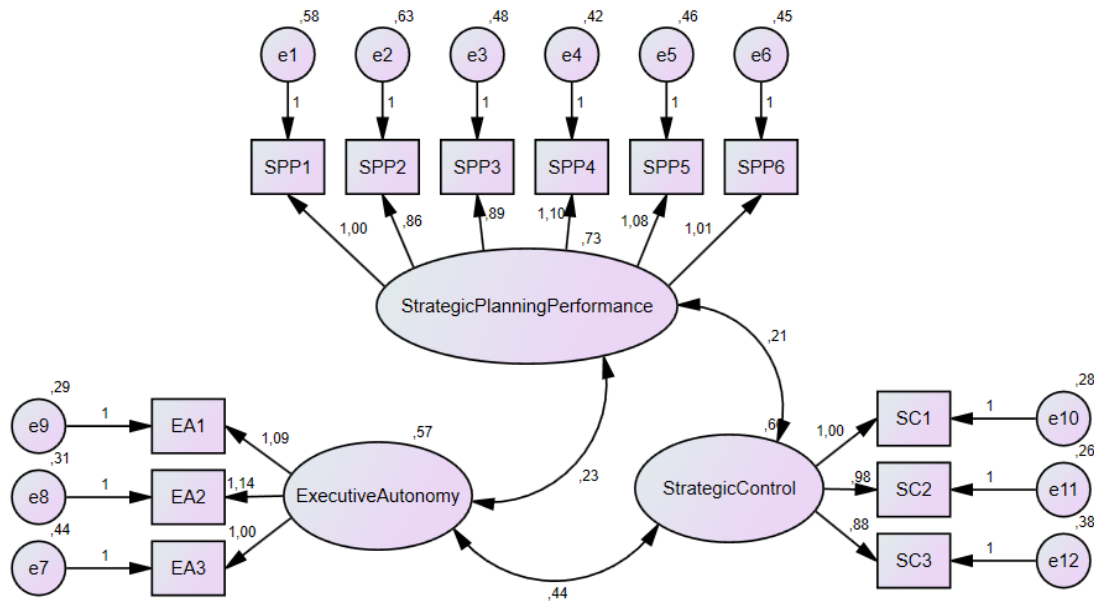 ,58 ,63 ,48 ,42 ,46 ,45
e1 e2 e3 e4 e5 e6
1 1 1 1 1 1
SPP1 SPP2 SPP3 SPP4 SPP5 SPP6
1,00 ,86 ,89 1,10 1,08 1,01
,73
StrategicPlanningPerformance
,21
,29 ,28
e9 1 EA1 SC1 1 e10
1,09 ,57 1,00
,31 ,26
e8 1 EA2 1,14 ExecutiveAutonomy ,23 StrategicControl ,98 SC2 1 e11
,44 ,38
e7 1 EA3 1,00 ,88 SC3 1 e12
,44